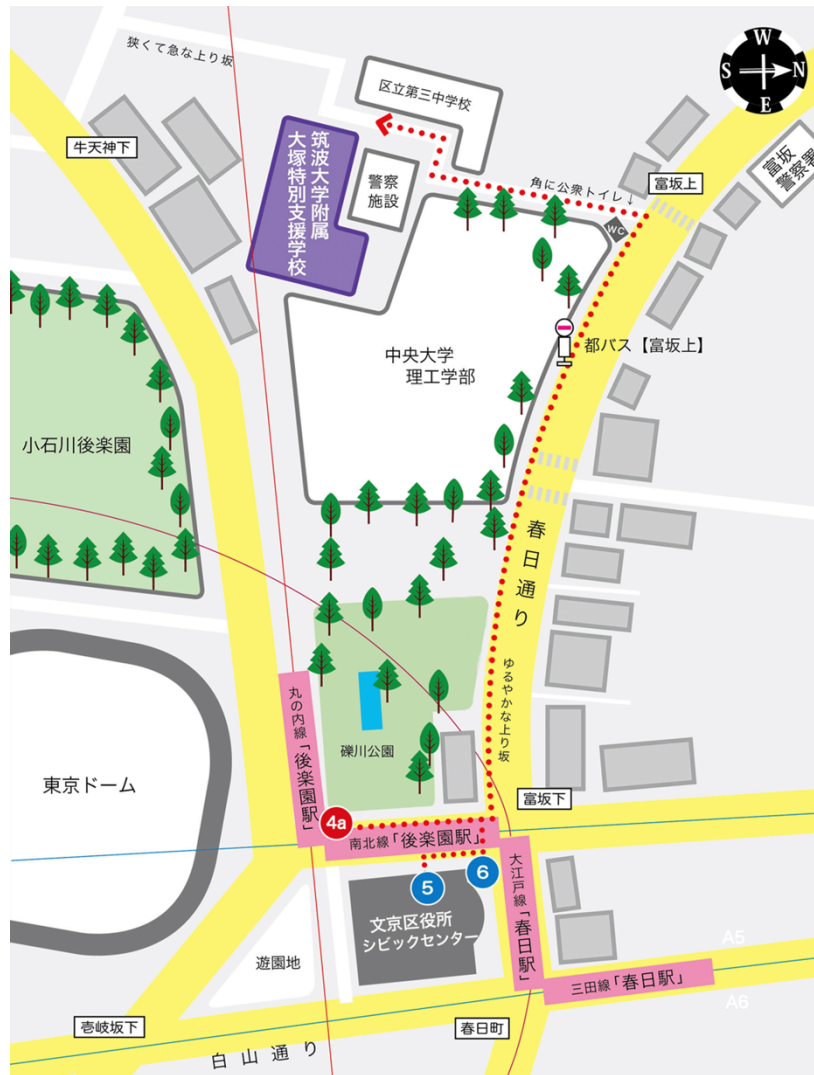 狭くて急な上り坂
W
S
N
E
区立第三中学校
牛天神下
筑波大学附属
大塚特別支援学校
警察
施設
角に公衆トイレ↓
富坂上
富坂
警察署
WC
都バス【富坂上】
中央大学
理工学部
小石川後楽園
春日通り
ゆるやかな上り坂
丸の内線「後楽園駅」
礫川公園
東京ドーム
富坂下
4a
南北線「後楽園駅」
5
6
大江戸線「春日駅」
文京区役所
シビックセンター
遊園地
A5
三田線「春日駅」
A6
壱岐坂下
春日町
白山通り